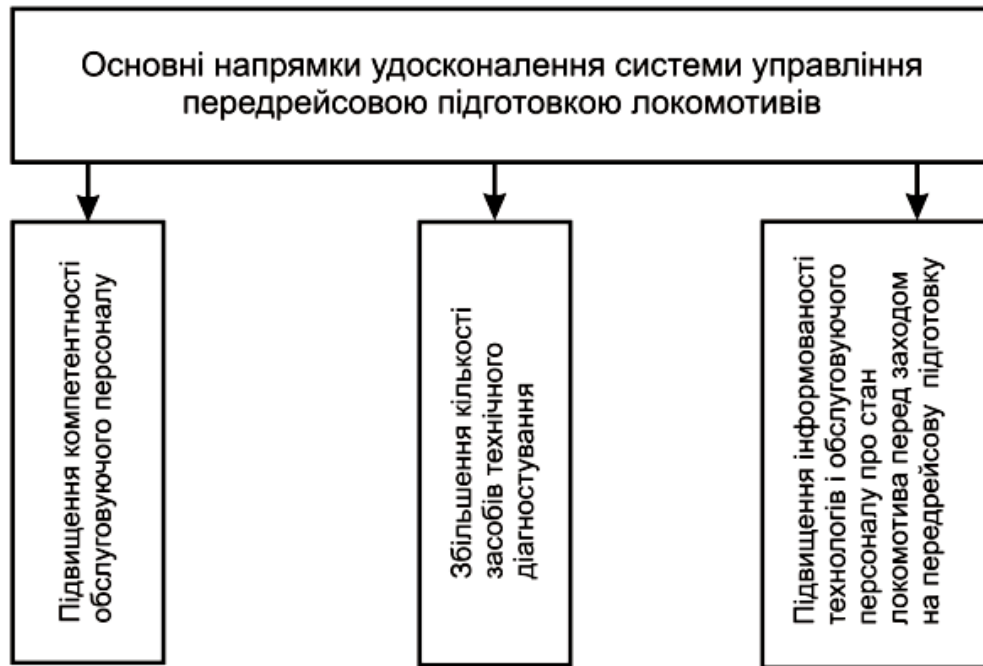 Основні напрямки удосконалення системи управління
передрейсовою підготовкою локомотивів
Підвищення компетентності
обслуговуючого персоналу
Збільшення кількості
засобів технічного
діагностування
Підвищення інформованості
технологів і обслуговуючого
персоналу про стан
локомотива перед заходом
на передрейсову підготовку